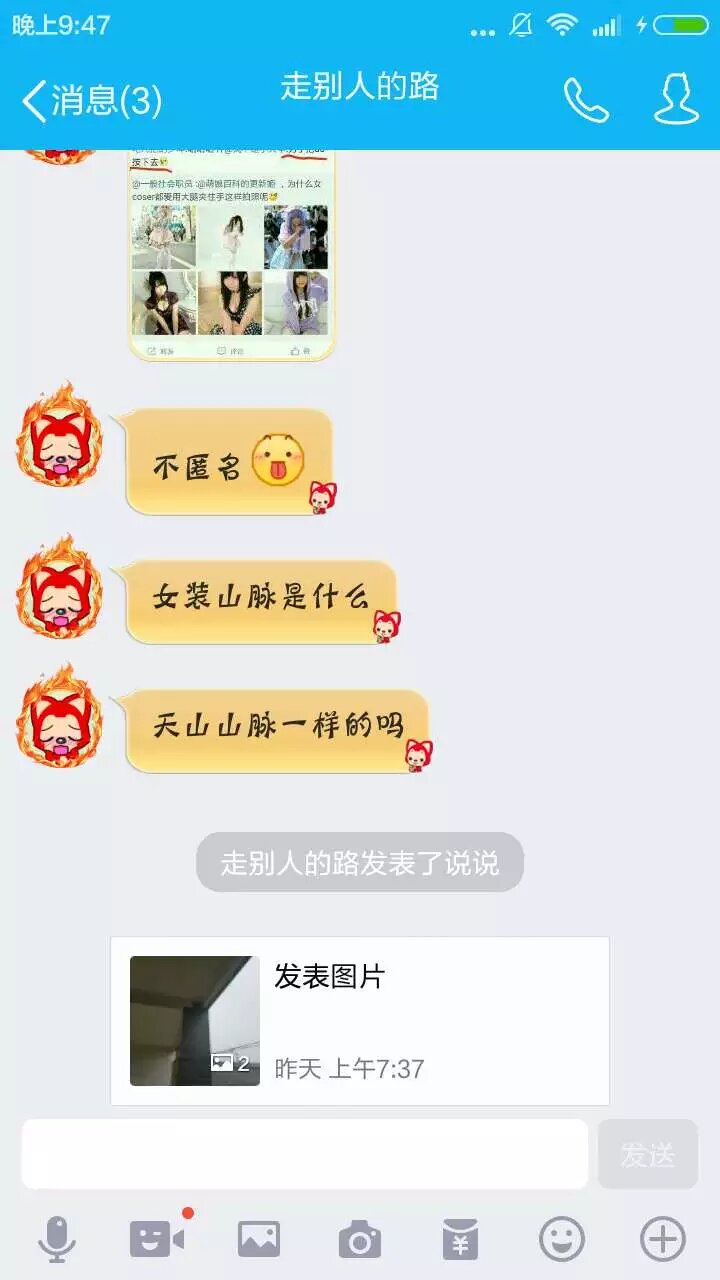 晚上9:47
消息(3)
走别人的路
按下去
@一般社会职员 :@萌娘百科的更新姬 ，为什么女
coser都爱用大腿夹住手这样拍照呢
转发 评论 赞
不匿名
女装山脉是什么
天山山脉一样的吗
走别人的路发表了说说
发表图片
2
昨天 上午7:37
发送